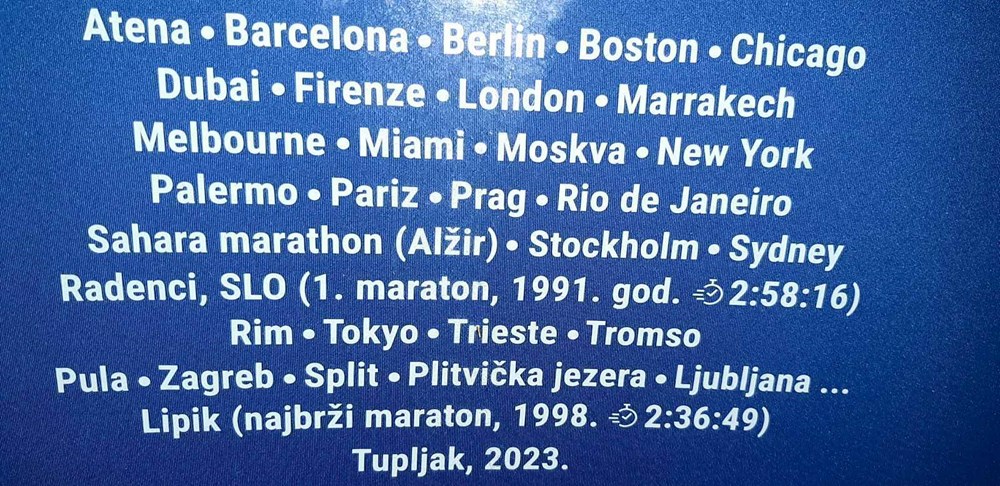 Atena • Barcelona • Berlin • Boston • Chicago
Dubai • Firenze • London • Marrakech
Melbourne • Miami • Moskva • New York
Palermo • Pariz • Prag • Rio de Janeiro
Sahara marathon (Alžir) • Stockholm • Sydney
Radenci, SLO (1. maraton, 1991. god. 2:58:16)
Rim • Tokyo • Trieste • Tromso
Pula • Zagreb • Split • Plitvička jezera • Ljubljana ...
Lipik (najbrži maraton, 1998. 2:36:49)
Tupljak, 2023.